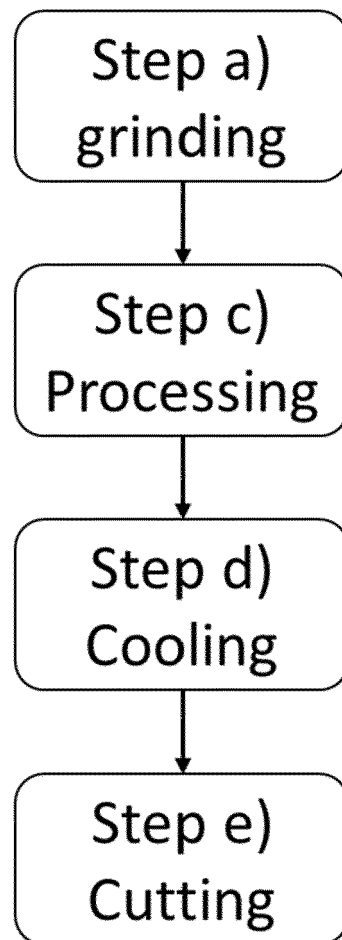 Step a)
grinding
Step c)
Processing
Step d)
Cooling
Step e)
Cutting